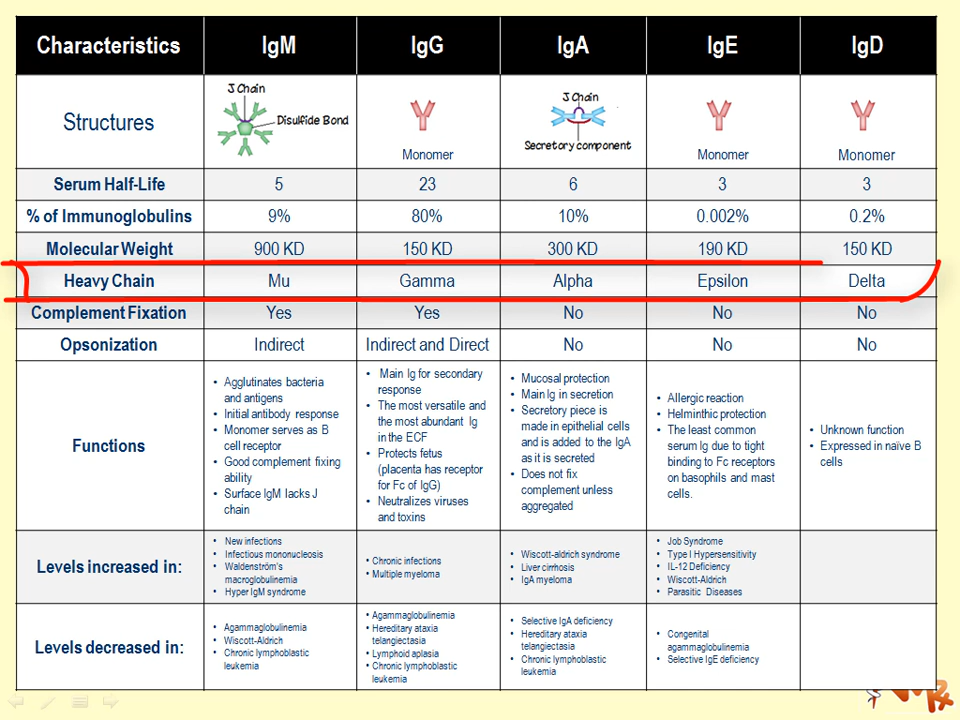 Characteristics IgM IgG IgA IgE IgD
Structures
J Chain
Disulfide Bond
Monomer
J Chain
Secretory component
Monomer
Monomer
Serum Half-Life 5 23 6 3 3
% of Immunoglobulins 9% 80% 10% 0.002% 0.2%
Molecular Weight 900 KD 150 KD 300 KD 190 KD 150 KD
Heavy Chain Mu Gamma Alpha Epsilon Delta
Complement Fixation Yes Yes No No No
Opsonization Indirect Indirect and Direct No No No
Functions
• Agglutinates bacteria
and antigens
• Initial antibody response
• Monomer serves as B
cell receptor
• Good complement fixing
ability
• Surface IgM lacks J
chain
• Main Ig for secondary
response
• The most versatile and
the most abundant Ig
in the ECF
• Protects fetus
(placenta has receptor
for Fc of IgG)
• Neutralizes viruses
and toxins
• Mucosal protection
• Main Ig in secretion
• Secretory piece is
made in epithelial cells
and is added to the IgA
as it is secreted
• Does not fix
complement unless
aggregated
• Allergic reaction
• Helminthic protection
• The least common
serum Ig due to tight
binding to Fc receptors
on basophils and mast
cells.
• Unknown function
• Expressed in naïve B
cells
Levels increased in:
• New infections
• Infectious mononucleosis
• Waldenström's
macroglobulinemia
• Hyper IgM syndrome
• Chronic infections
• Multiple myeloma
• Wiscott-aldrich syndrome
• Liver cirrhosis
• IgA myeloma
• Job Syndrome
• Type I Hypersensitivity
• IL-12 Deficiency
• Wiscott-Aldrich
• Parasitic Diseases
Levels decreased in:
• Agammaglobulinemia
• Wiscott-Aldrich
• Chronic lymphoblastic
leukemia
• Agammaglobulinemia
• Hereditary ataxia
telangiectasia
• Lymphoid aplasia
• Chronic lymphoblastic
leukemia
• Selective IgA deficiency
• Hereditary ataxia
telangiectasia
• Chronic lymphoblastic
leukemia
• Congenital
agammaglobulinemia
• Selective IgE deficiency